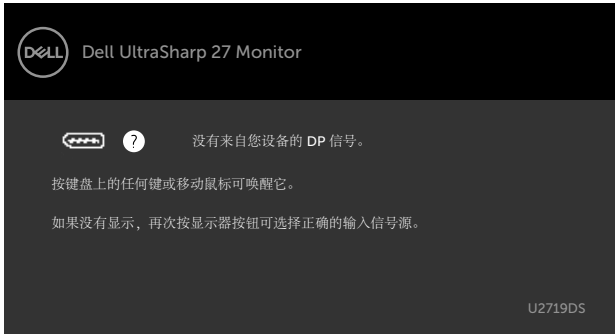 DELL
Dell UltraSharp 27 Monitor
? 没有来自您设备的 DP 信号。
按键盘上的任何键或移动鼠标可唤醒它。
如果没有显示，再次按显示器按钮可选择正确的输入信号源。
U2719DS